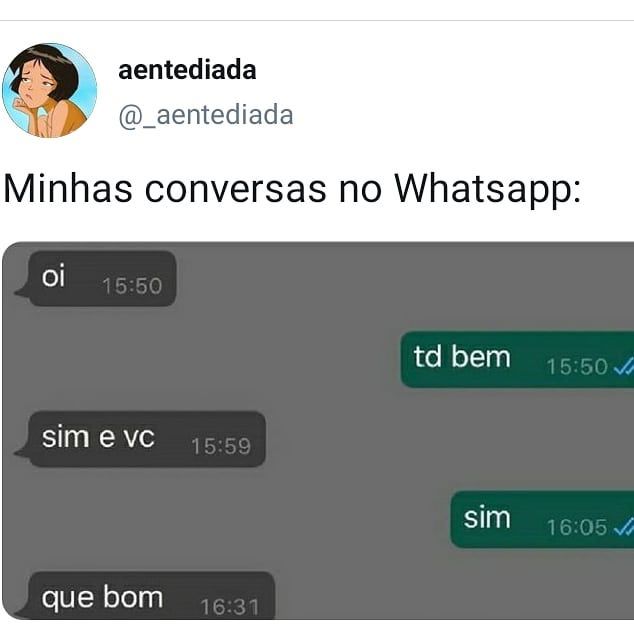 aentediada
@_aentediada
Minhas conversas no Whatsapp:
oi 15:50
td bem 15:50
sim e vc 15:59
sim 16:05
que bom 16:31